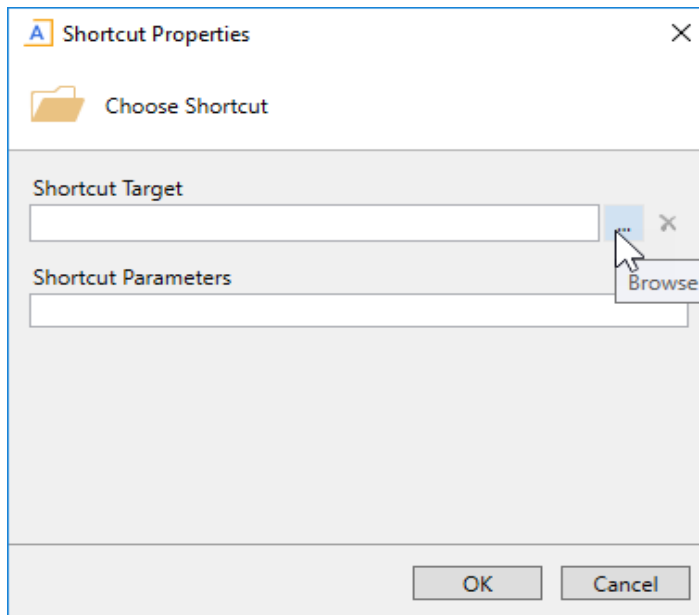 A Shortcut Properties
Choose Shortcut
Shortcut Target
...
Shortcut Parameters
Browse
OK Cancel